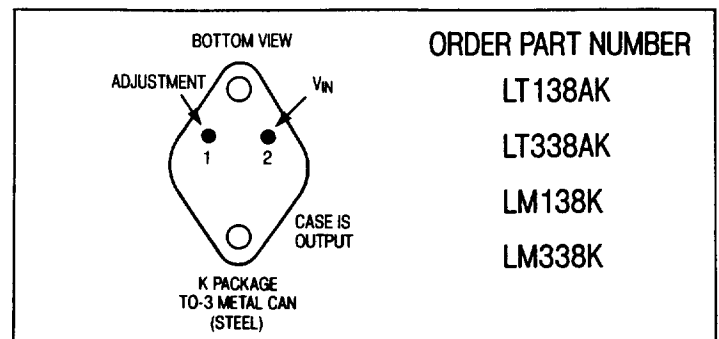 BOTTOM VIEW
ADJUSTMENT
VIN
1
2
CASE IS
OUTPUT
K PACKAGE
TO-3 METAL CAN
(STEEL)
ORDER PART NUMBER
LT138AK
LT338AK
LM138K
LM338K